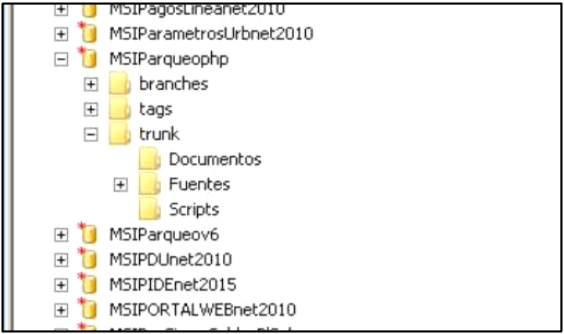 MSIPagosLineanet2010
MSIParametrosUrbnet2010
MSIParqueophp
branches
tags
trunk
Documentos
Fuentes
Scripts
MSIParqueov6
MSIPDUnet2010
MSIPIDEnet2015
MSIPORTALWEBnet2010